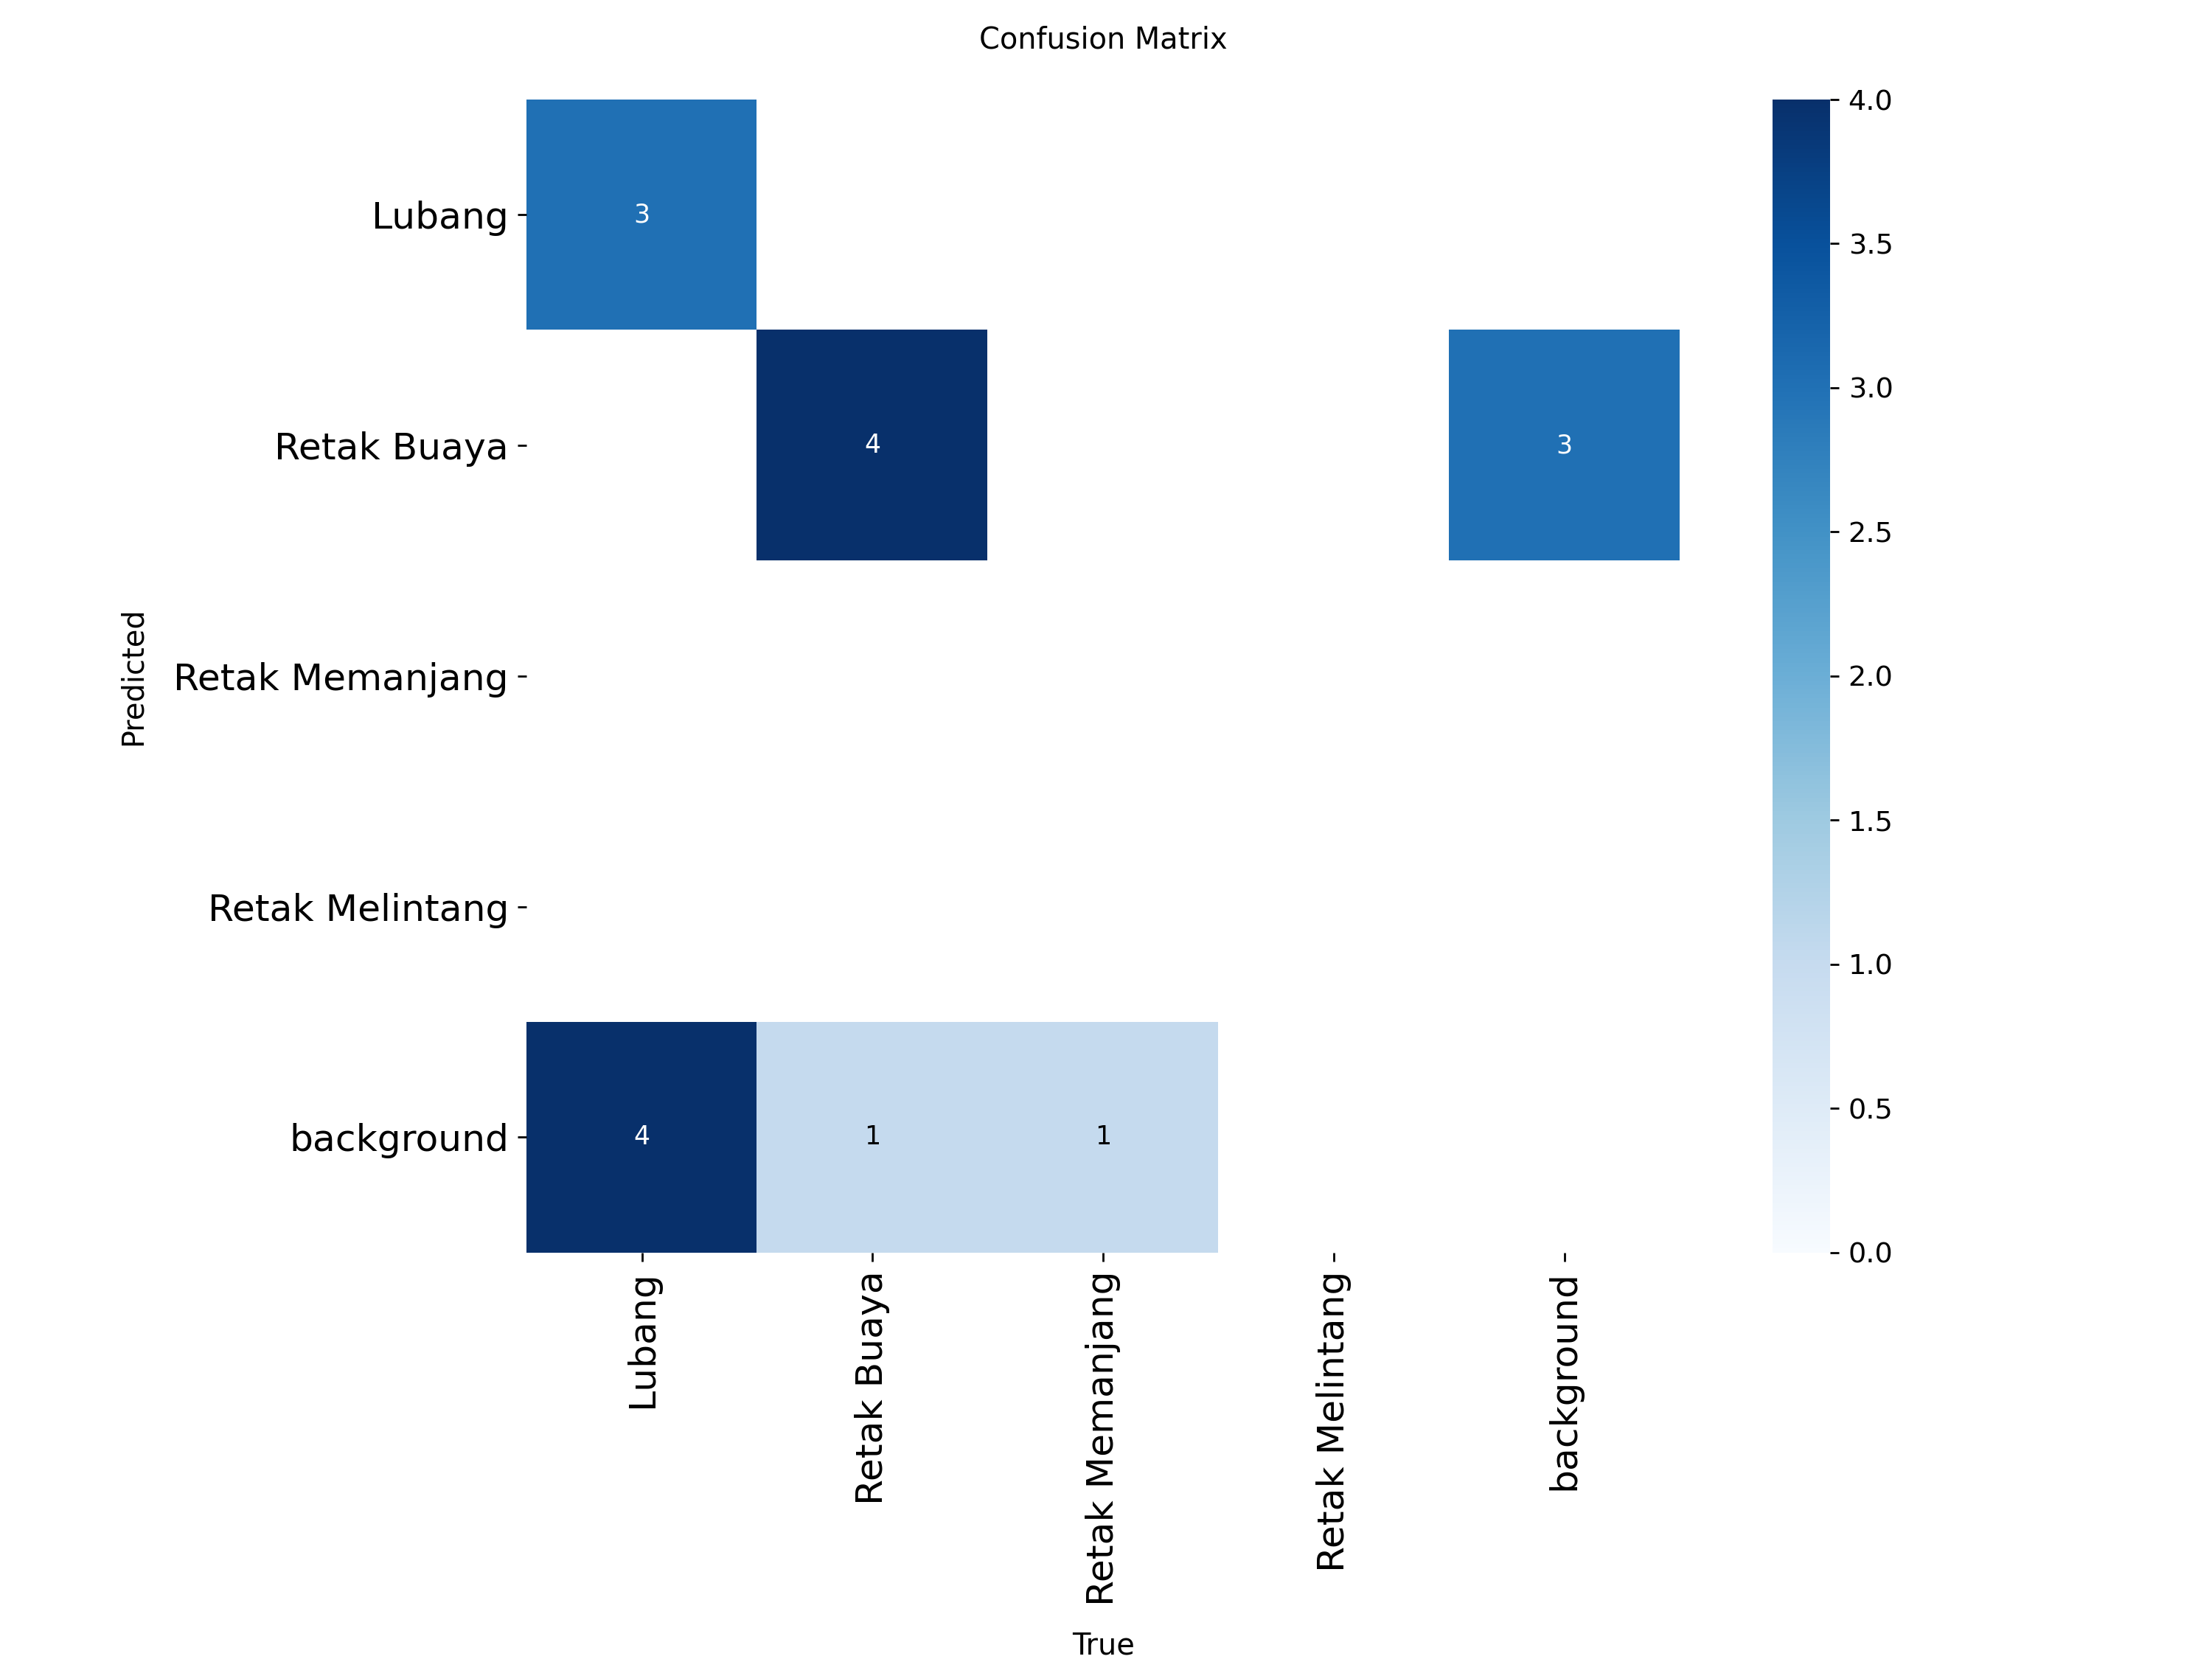 Confusion Matrix
Lubang
Retak Buaya
Retak Memanjang
Retak Melintang
background
Predicted
3
4
3
4
1
1
Lubang
Retak Buaya
Retak Memanjang
Retak Melintang
background
True
4.0
3.5
3.0
2.5
2.0
1.5
1.0
0.5
0.0